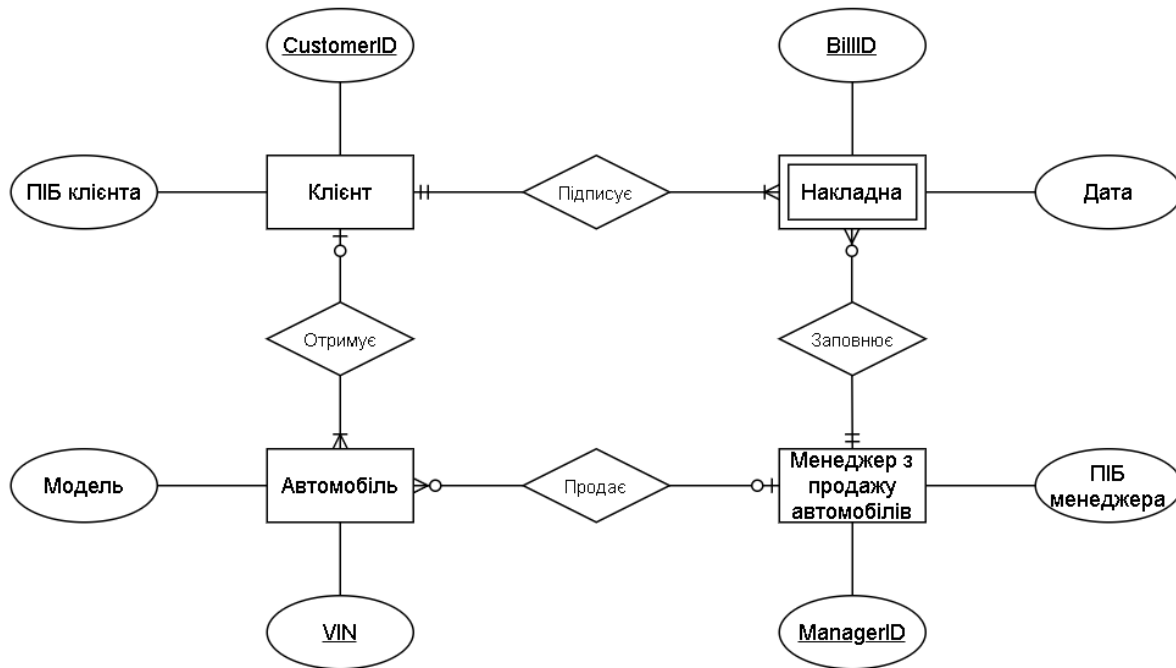 CustomerID
BillID
ПІБ клієнта
Клієнт
Підписує
Накладна
Дата
Отримує
Заповнює
Модель
Автомобіль
Продає
Менеджер з
продажу
автомобілів
ПІБ
менеджера
VIN
ManagerID